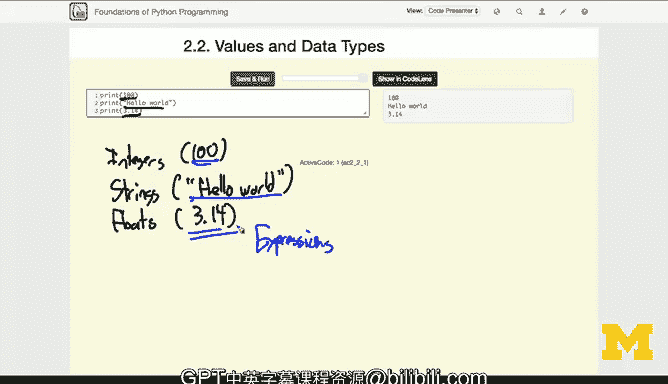 Foundations of Python Programming
View: Code Presenter
2.2. Values and Data Types
Save & Run
Show in CodeLens
1 print(100)
2 print("Hello world")
3 print(3.14)
100
Hello world
3.14
ActiveCode: 1 (ac2_2_1)
Integers (100)
Strings ("Hello world")
Floats (3.14)
Expressions
M
GPT中英字幕课程资源@bilibili.com